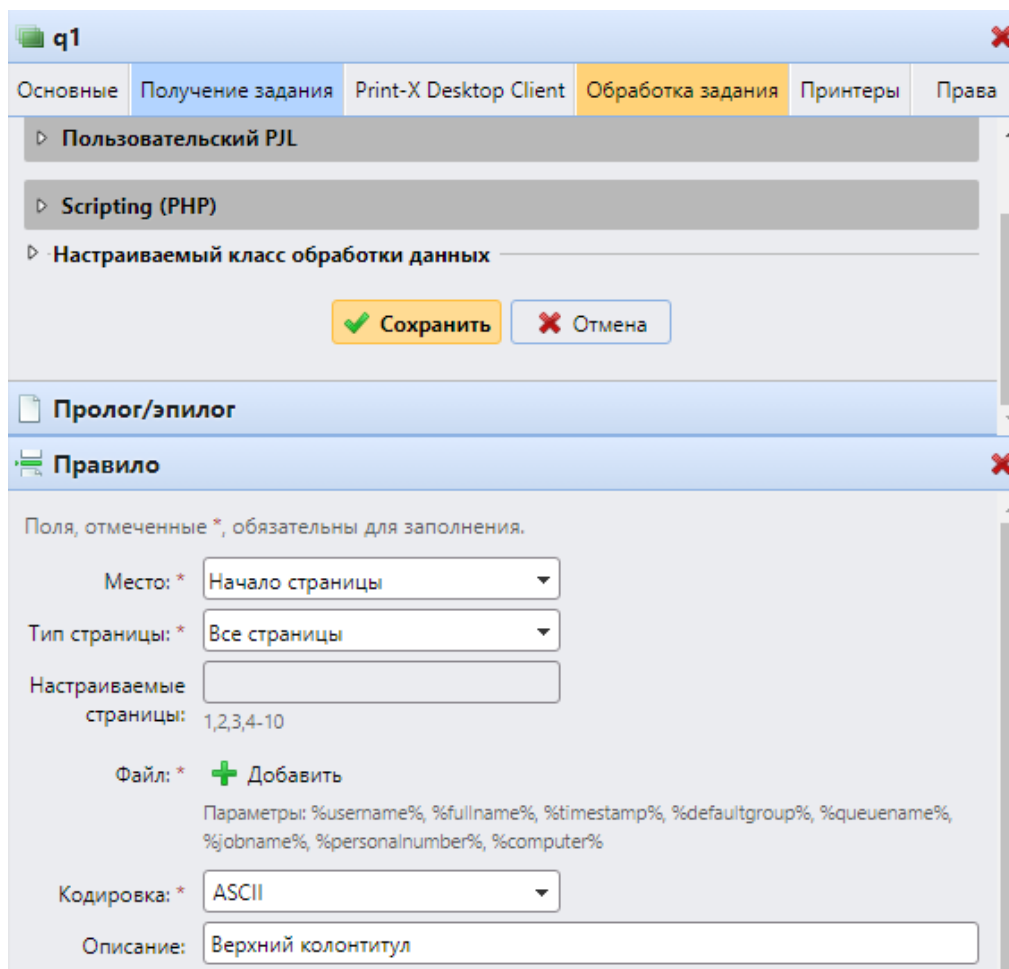 q1
Основные Получение задания Print-X Desktop Client Обработка задания Принтеры Права
Пользовательский PJL
Scripting (PHP)
Настраиваемый класс обработки данных
Сохранить Отмена
Пролог/эпилог
Правило
Поля, отмеченные *, обязательны для заполнения.
Место: * Начало страницы
Тип страницы: * Все страницы
Настраиваемые
страницы:
1,2,3,4-10
Файл: * Добавить
Параметры: %username%, %fullname%, %timestamp%, %defaultgroup%, %queuename%,
%jobname%, %personalnumber%, %computer%
Кодировка: * ASCII
Описание: Верхний колонтитул